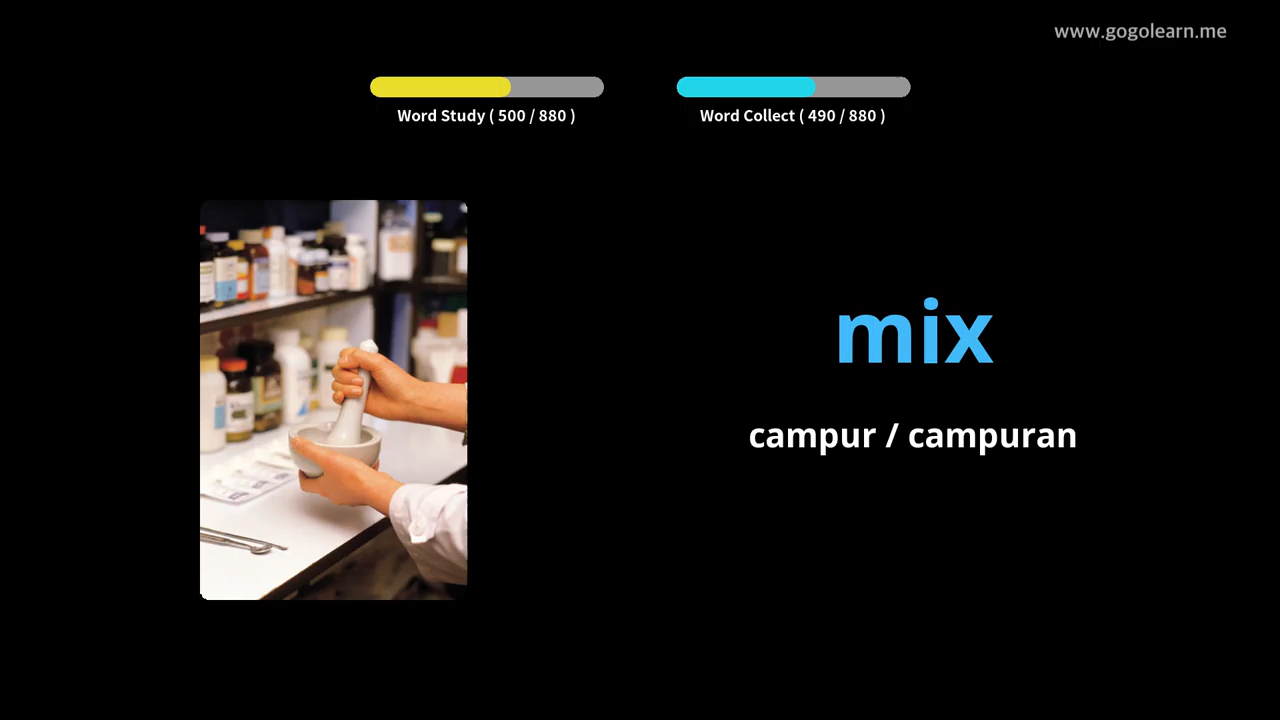 www.gogolearn.me
Word Study ( 500 / 880 )
Word Collect ( 490 / 880 )
mix
campur / campuran